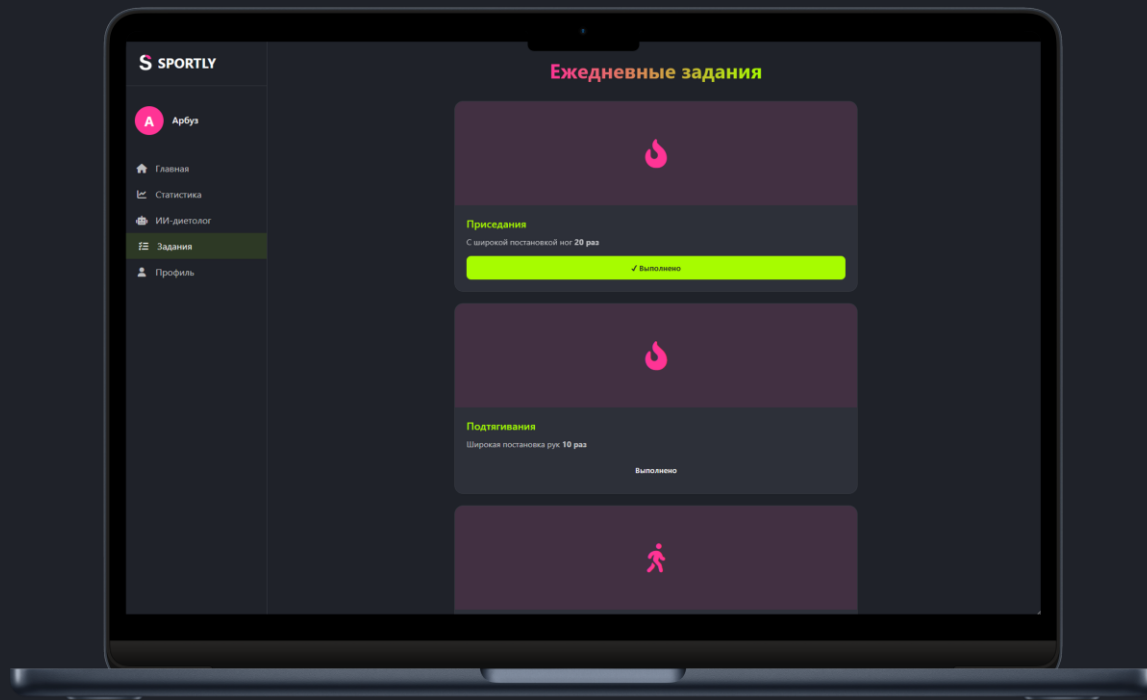 SPORTLY
А
Арбуз
Главная
Статистика
ИИ-диетолог
Задания
Профиль
Ежедневные задания
Приседания
С широкой постановкой ног 20 раз
✓ Выполнено
Подтягивания
Широкая постановка рук 10 раз
Выполнено